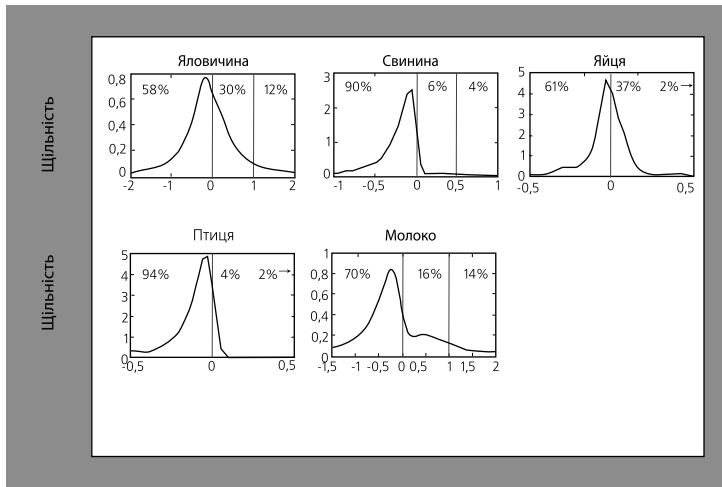 Яловичина Свинина Яйця
Щільність
0,8
0,6
0,4
0,2
0
58% 30% 12%
-2 -1 0 1 2
3
2
1
0
90% 6% 4%
-1 -0,5 0 0,5 1
5
4
3
2
1
0
61% 37% 2%→
-0,5 0 0,5
Птиця Молоко
Щільність
5
4
3
2
1
0
94% 4% 2%→
-0,5 0 0,5
1
0,8
0,6
0,4
0,2
0
70% 16% 14%
-1,5 -1 -0,5 0 0,5 1 1,5 2